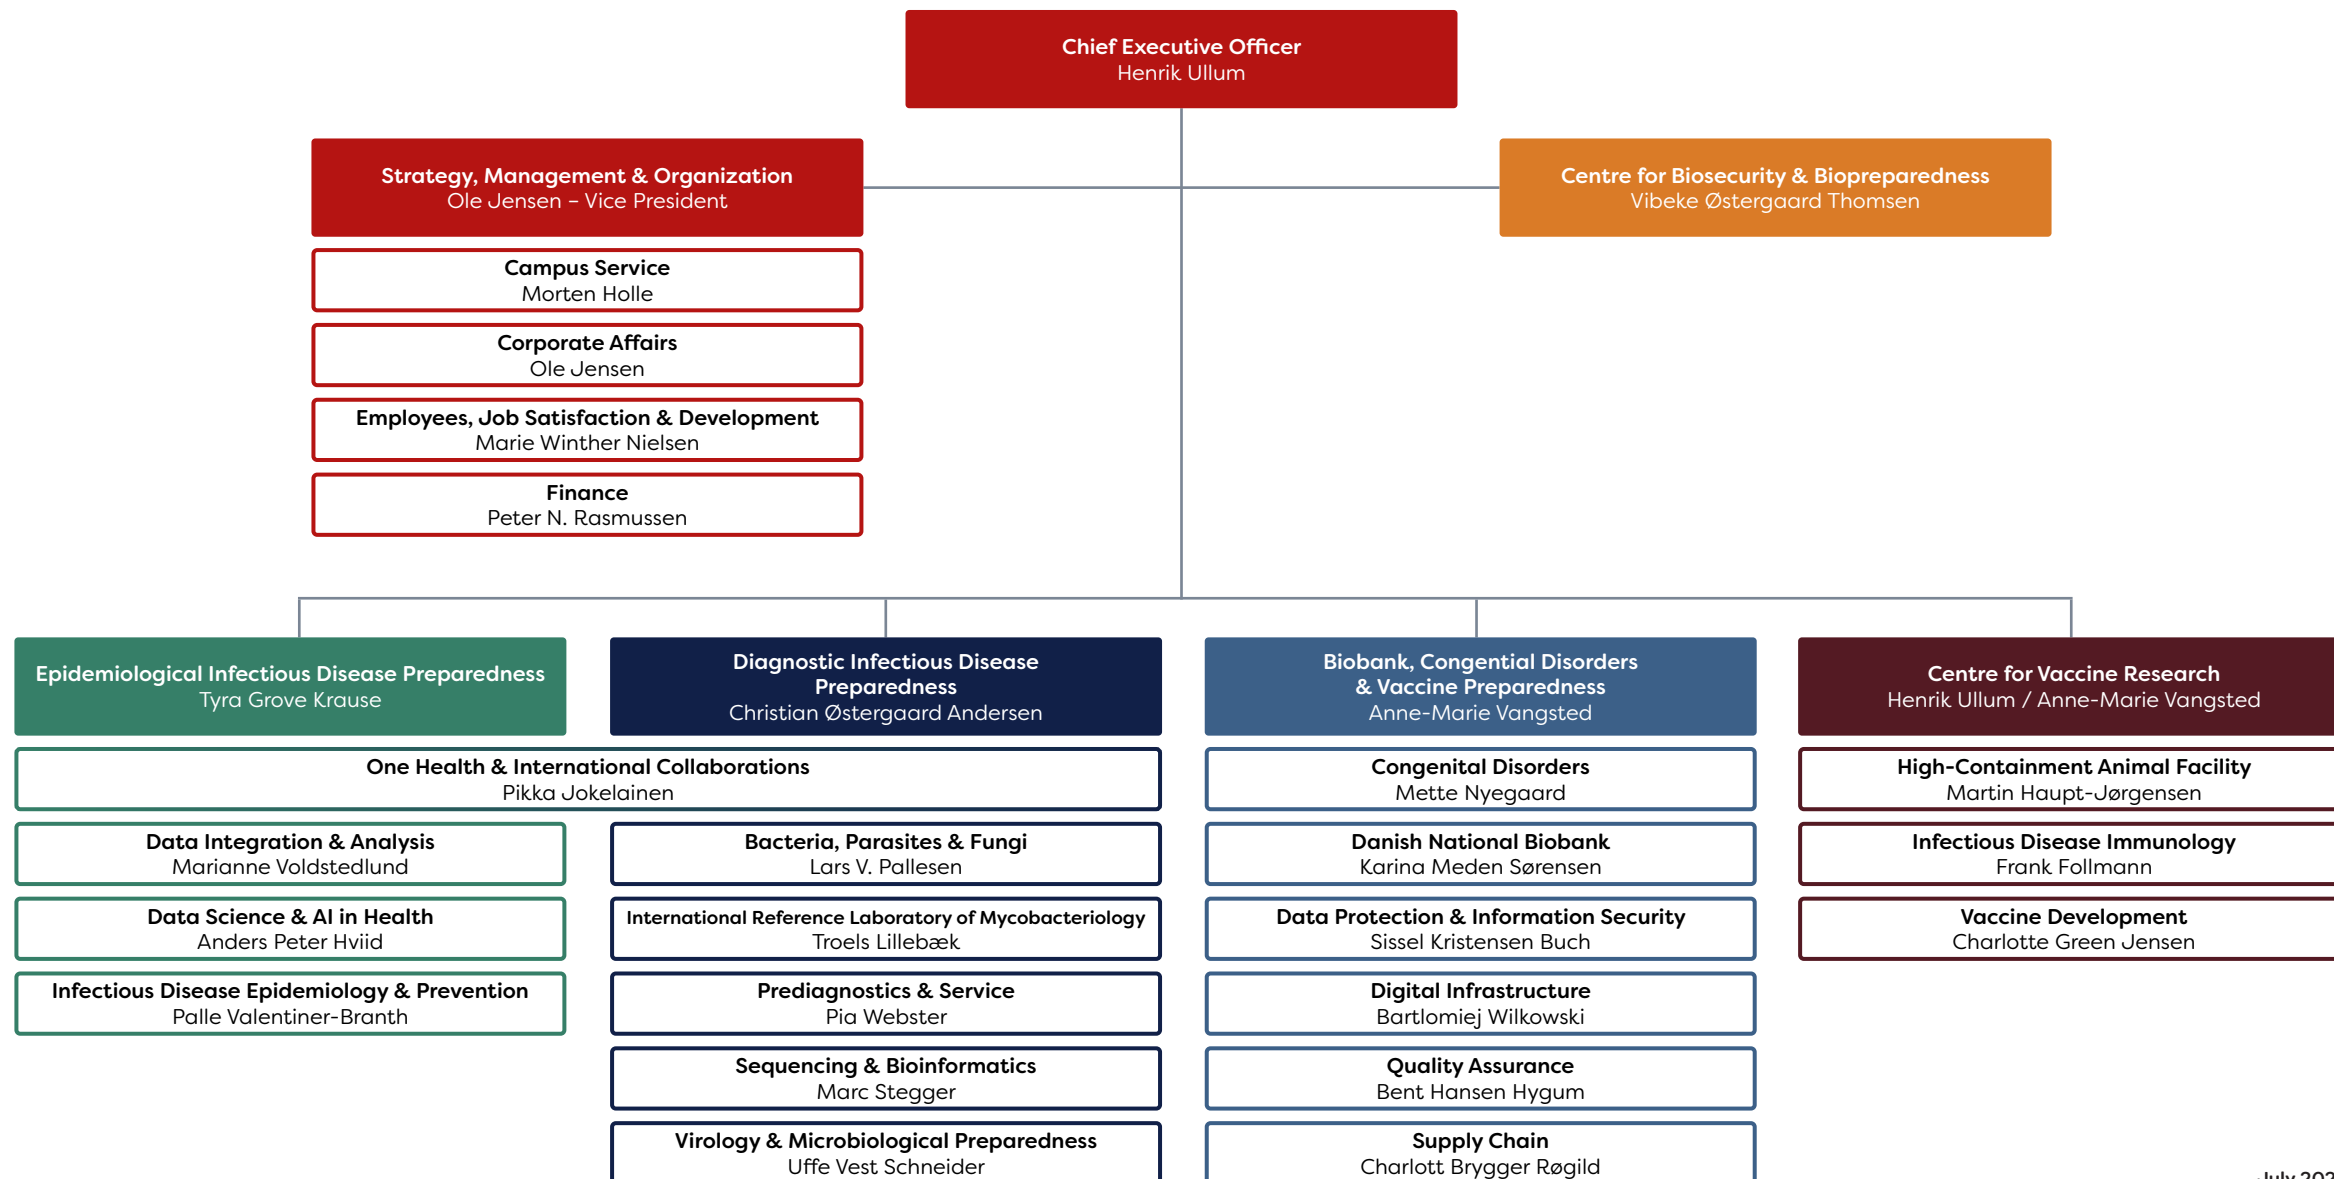 Chief Executive Officer
Henrik Ullum
Strategy, Management & Organization
Ole Jensen – Vice President
Centre for Biosecurity & Biopreparedness
Vibeke Østergaard Thomsen
Campus Service
Morten Holle
Corporate Affairs
Ole Jensen
Employees, Job Satisfaction & Development
Marie Winther Nielsen
Finance
Peter N. Rasmussen
Epidemiological Infectious Disease Preparedness
Tyra Grove Krause
Diagnostic Infectious Disease
Preparedness
Christian Østergaard Andersen
Biobank, Congential Disorders
& Vaccine Preparedness
Anne-Marie Vangsted
Centre for Vaccine Research
Henrik Ullum / Anne-Marie Vangsted
One Health & International Collaborations
Pikka Jokelainen
Data Integration & Analysis
Marianne Voldstedlund
Data Science & AI in Health
Anders Peter Hviid
Infectious Disease Epidemiology & Prevention
Palle Valentiner-Branth
Bacteria, Parasites & Fungi
Lars V. Pallesen
International Reference Laboratory of Mycobacteriology
Troels Lillebæk
Prediagnostics & Service
Pia Webster
Sequencing & Bioinformatics
Marc Stegger
Virology & Microbiological Preparedness
Uffe Vest Schneider
Congenital Disorders
Mette Nyegaard
Danish National Biobank
Karina Meden Sørensen
Data Protection & Information Security
Sissel Kristensen Buch
Digital Infrastructure
Bartlomiej Wilkowski
Quality Assurance
Bent Hansen Hygum
Supply Chain
Charlott Brygger Røgild
High-Containment Animal Facility
Martin Haupt-Jørgensen
Infectious Disease Immunology
Frank Follmann
Vaccine Development
Charlotte Green Jensen
July